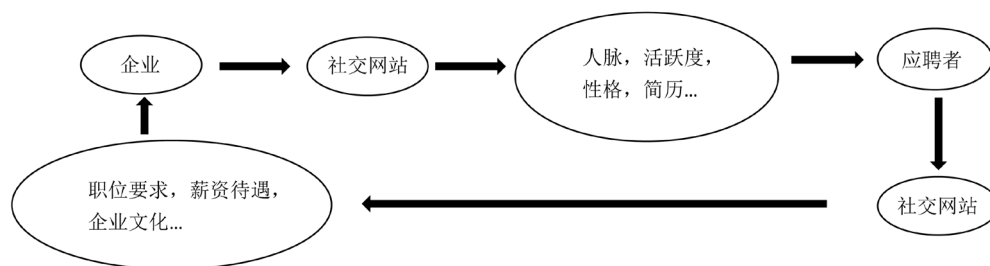 企业
社交网站
人脉，活跃度，
性格，简历...
应聘者
职位要求，薪资待遇，
企业文化...
社交网站